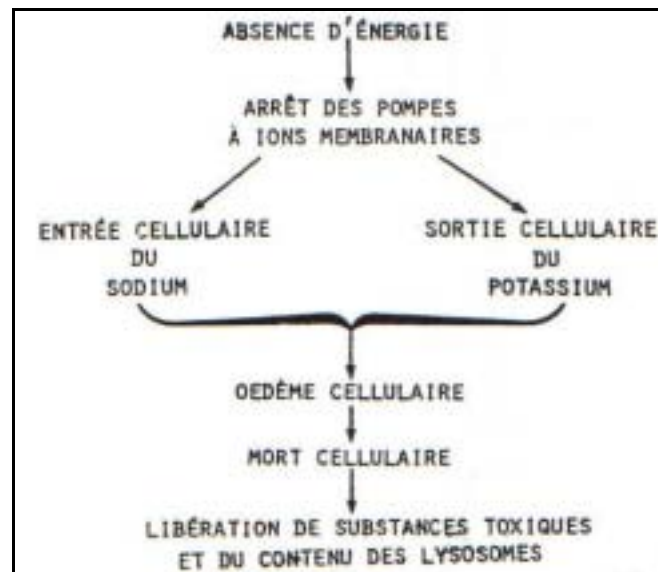 ABSENCE D'ÉNERGIE
ARRÊT DES POMPES
À IONS MEMBRANAIRES
ENTRÉE CELLULAIRE
DU
SODIUM
SORTIE CELLULAIRE
DU
POTASSIUM
OEDÈME CELLULAIRE
MORT CELLULAIRE
LIBÉRATION DE SUBSTANCES TOXIQUES
ET DU CONTENU DES LYSOSOMES